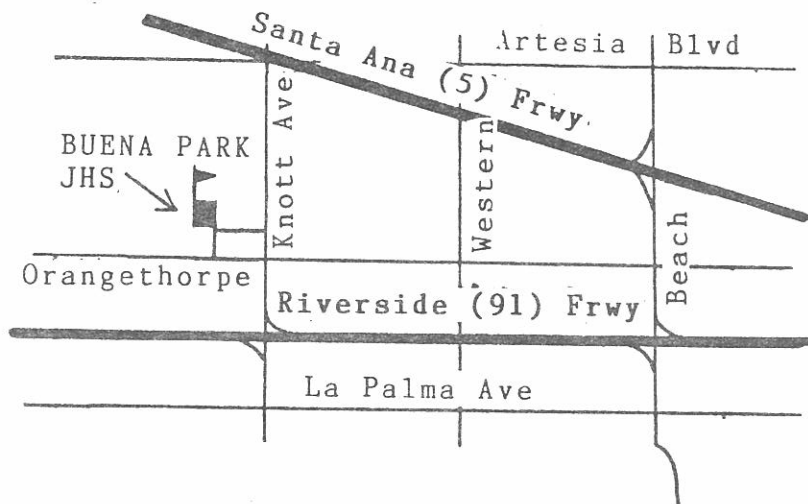 Santa Ana (5) Frwy.
Artesia Blvd
BUENA PARK
JHS
Knott Ave
Western
Beach
Orangethorpe
Riverside (91) Frwy
La Palma Ave